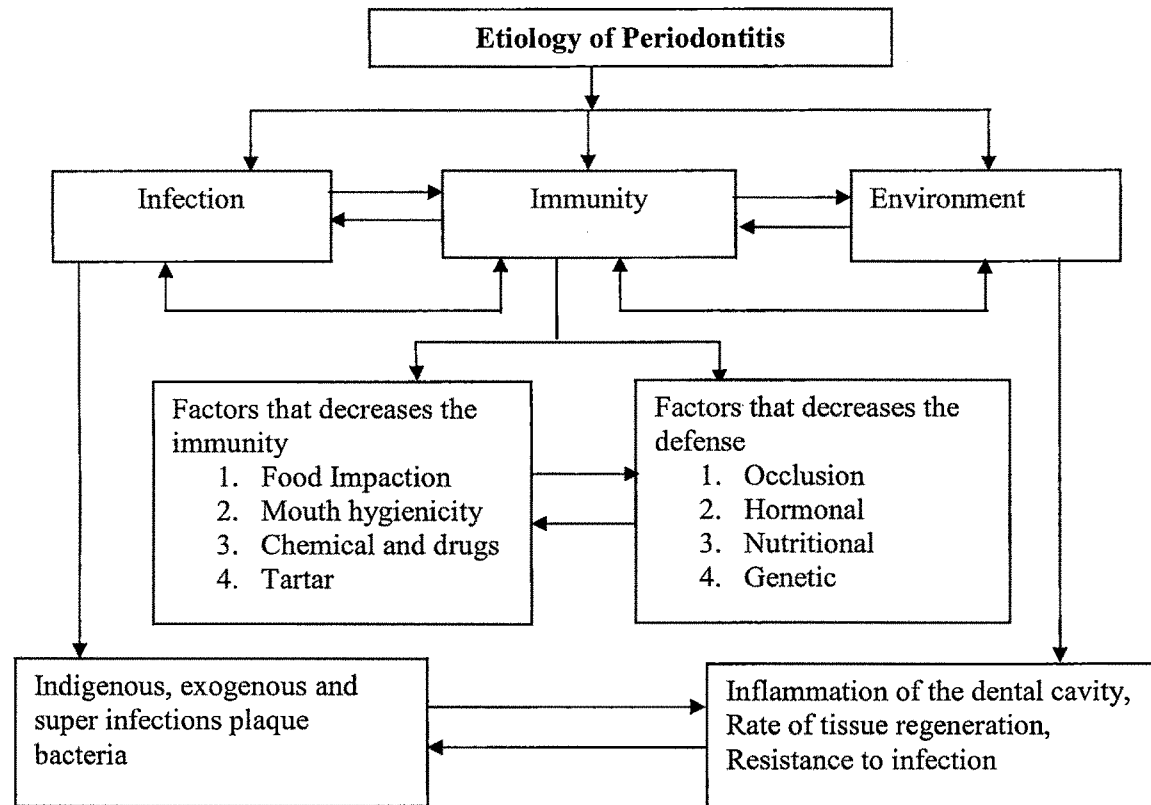 Etiology of Periodontitis
Infection
Immunity
Environment
Factors that decreases the
immunity
1. Food Impaction
2. Mouth hygienicity
3. Chemical and drugs
4. Tartar
Factors that decreases the
defense
1. Occlusion
2. Hormonal
3. Nutritional
4. Genetic
Indigenous, exogenous and
super infections plaque
bacteria
Inflammation of the dental cavity,
Rate of tissue regeneration,
Resistance to infection